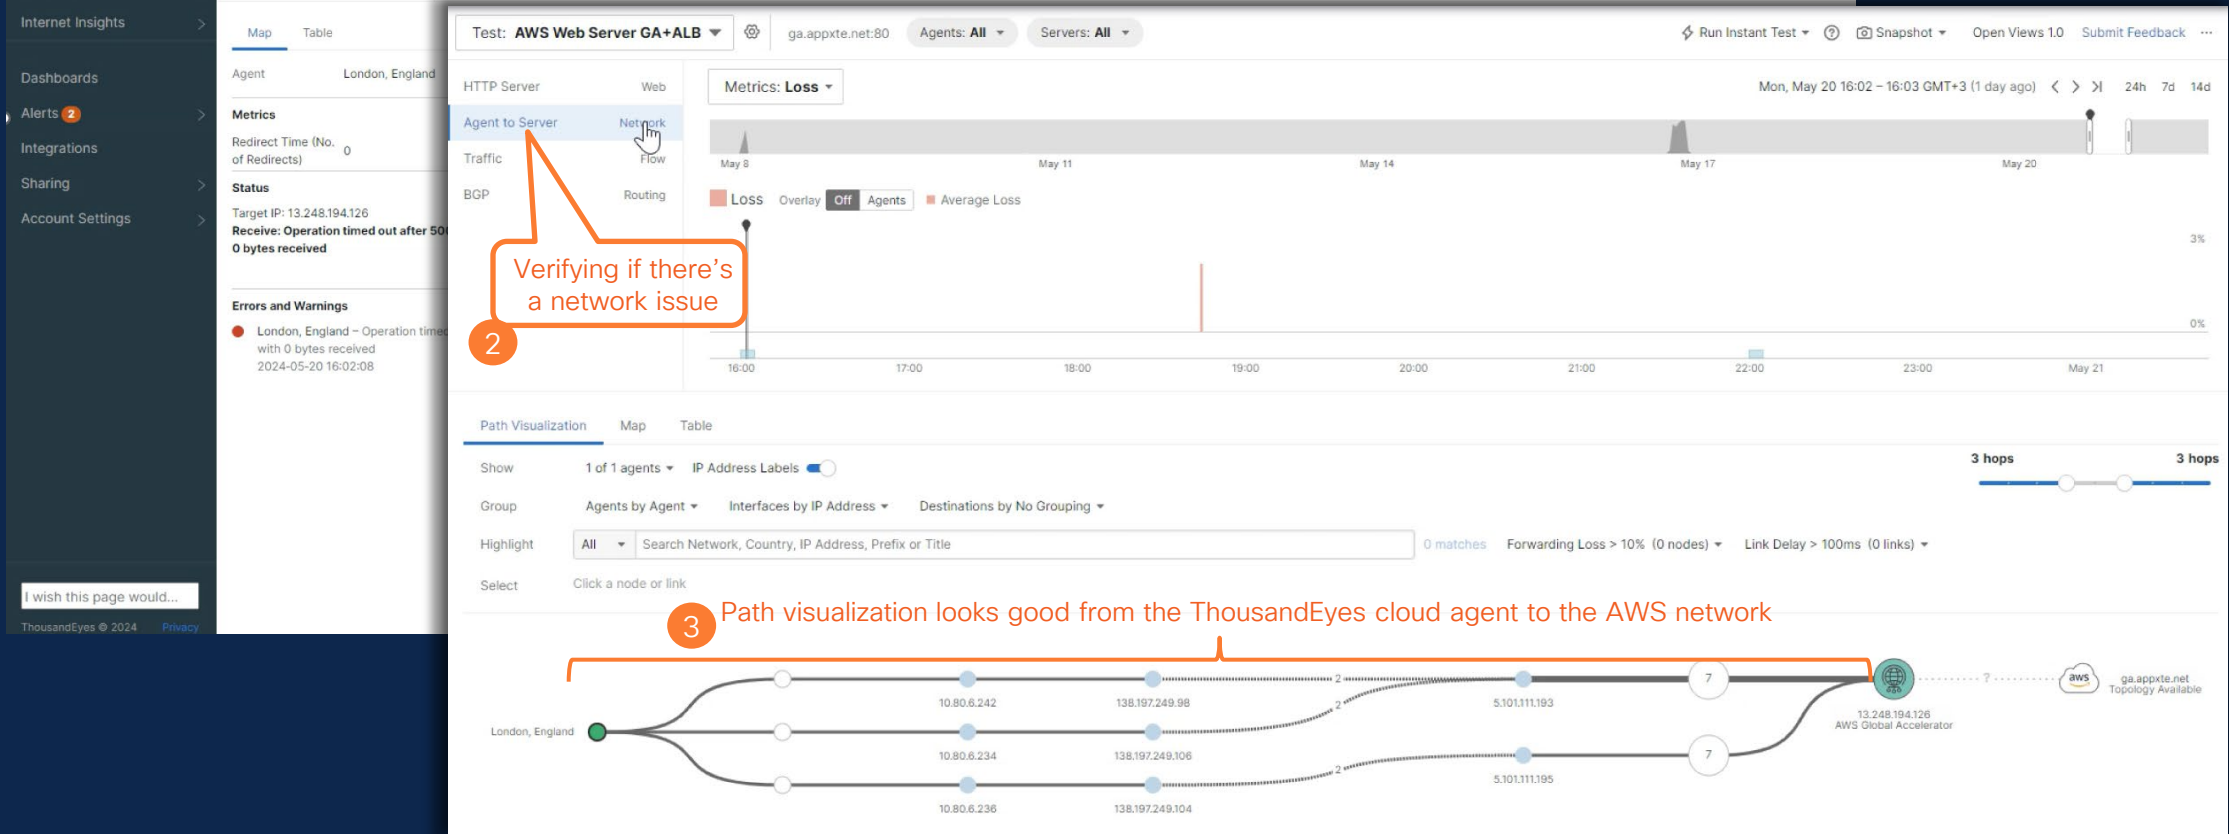 Internet Insights
Dashboards
Alerts 2
Integrations
Sharing
Account Settings
I wish this page would...
ThousandEyes © 2024 Privacy
Map Table
Agent London, England
Metrics
Redirect Time (No. of Redirects) 0
Status
Target IP: 13.248.194.126
Receive: Operation timed out after 500
0 bytes received
Errors and Warnings
London, England – Operation timed
with 0 bytes received
2024-05-20 16:02:08
Test: AWS Web Server GA+ALB ga.appxte.net:80 Agents: All Servers: All Run Instant Test Snapshot Open Views 1.0 Submit Feedback ...
HTTP Server Web
Agent to Server Network
Traffic Flow
BGP Routing
Verifying if there's
a network issue
2
Metrics: Loss
Mon, May 20 16:02 – 16:03 GMT+3 (1 day ago) 24h 7d 14d
May 8 May 11 May 14 May 17 May 20
Loss Overlay Off Agents Average Loss
3%
0%
16:00 17:00 18:00 19:00 20:00 21:00 22:00 23:00 May 21
Path Visualization Map Table
Show 1 of 1 agents IP Address Labels
3 hops 3 hops
Group Agents by Agent Interfaces by IP Address Destinations by No Grouping
Highlight All Search Network, Country, IP Address, Prefix or Title 0 matches Forwarding Loss > 10% (0 nodes) Link Delay > 100ms (0 links)
Select Click a node or link
3 Path visualization looks good from the ThousandEyes cloud agent to the AWS network
London, England
10.80.6.242 138.197.249.98 2 5.101.111.193 7
2
10.80.6.234 138.197.249.106
2 5.101.111.195 7
10.80.6.236 138.197.249.104
13.248.194.126
AWS Global Accelerator
?
aws
ga.appxte.net
Topology Available